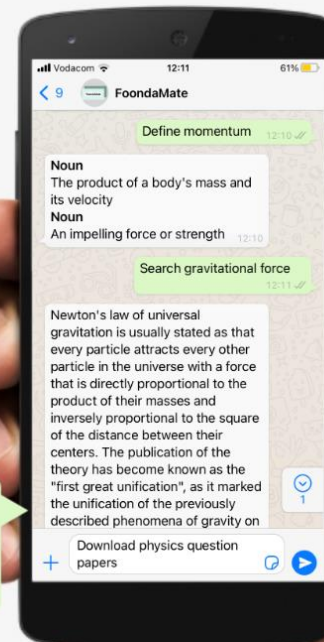 Vodacom
12:11
61%
9
FoondaMate
Define momentum
12:10
Noun
The product of a body's mass and
its velocity
Noun
An impelling force or strength
12:10
Search gravitational force
12:11
Newton's law of universal
gravitation is usually stated as that
every particle attracts every other
particle in the universe with a force
that is directly proportional to the
product of their masses and
inversely proportional to the square
of the distance between their
centers. The publication of the
theory has become known as the
"first great unification", as it marked
the unification of the previously
described phenomena of gravity on
1
Download physics question
papers